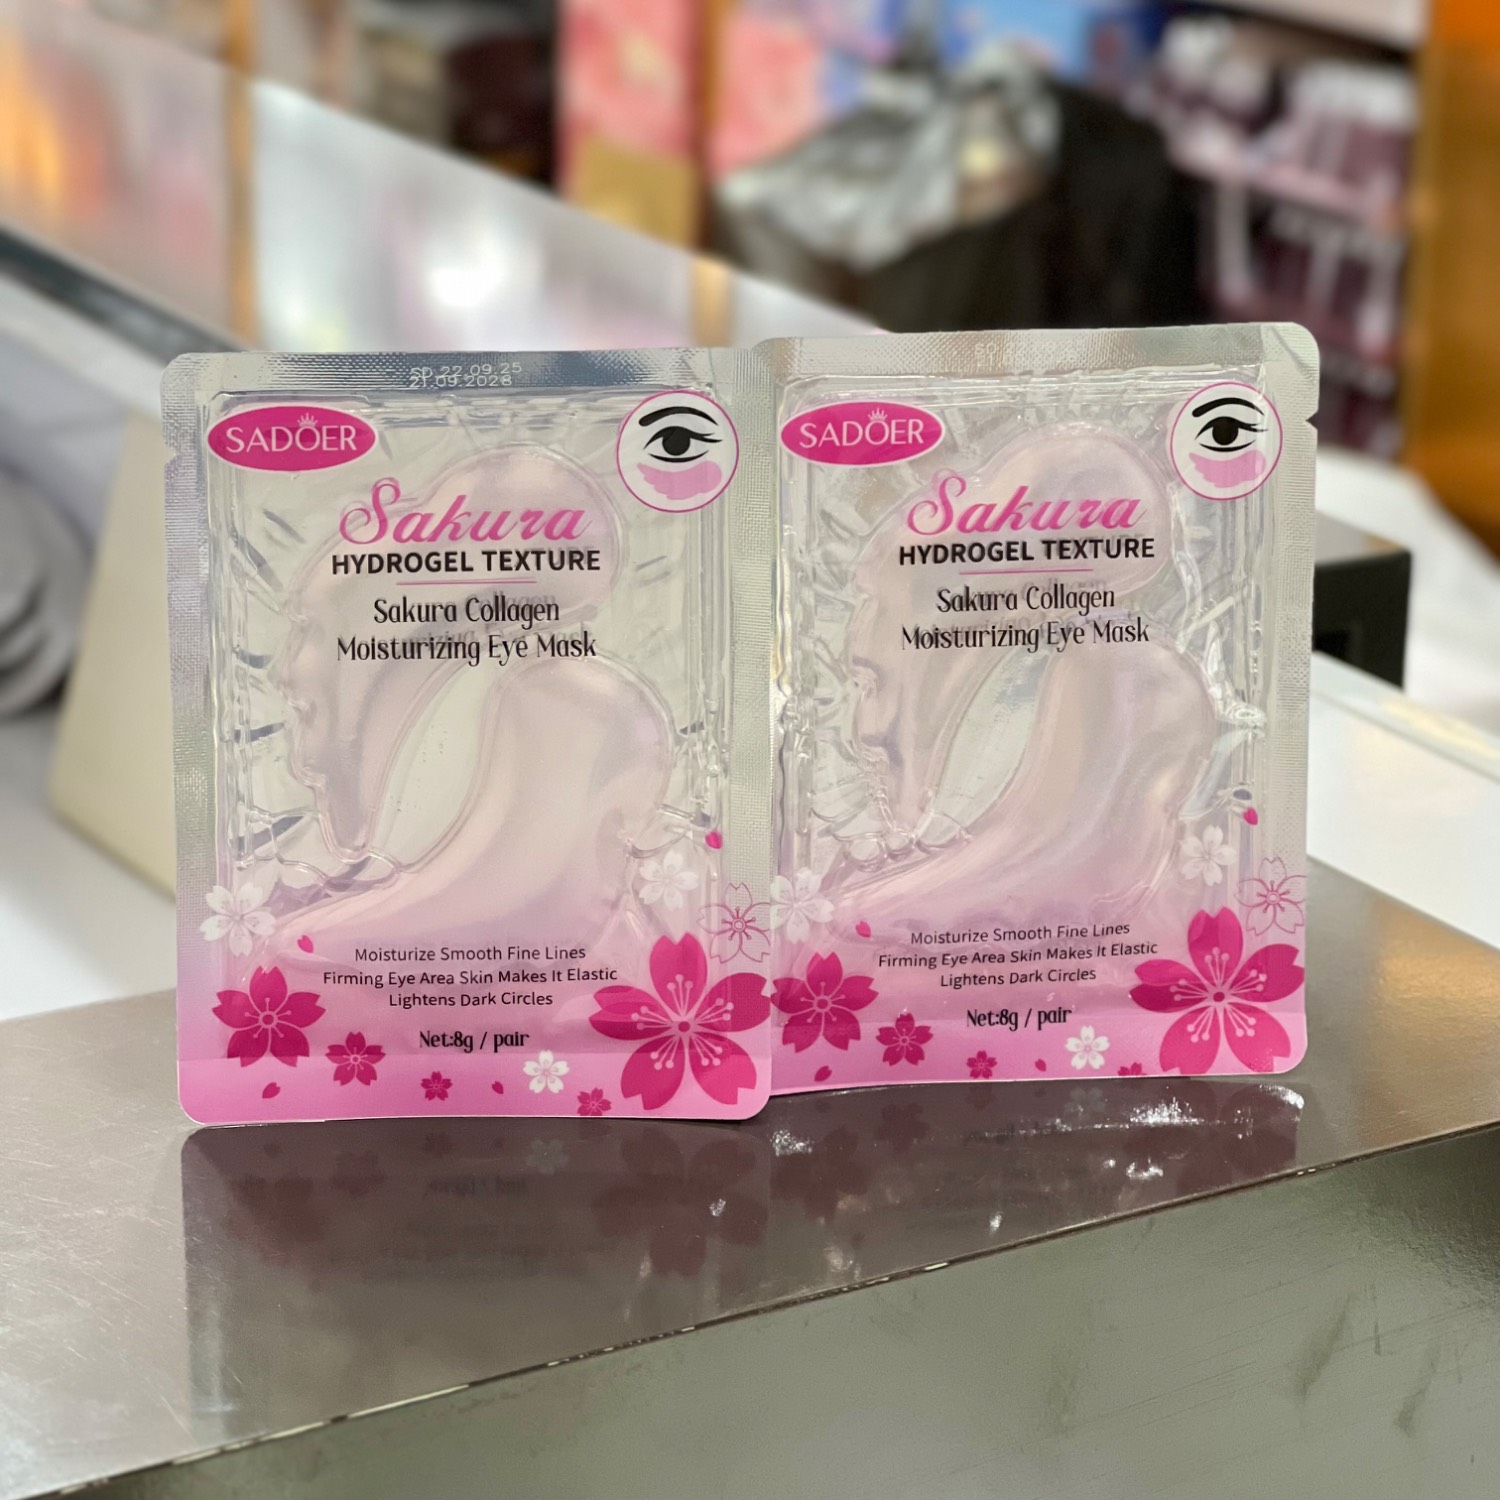 SP 22.09.25
21.09.2028
SADOER
Sakura
HYDROGEL TEXTURE
Sakura Collagen
Moisturizing Eye Mask
Moisturize Smooth Fine Lines
Firming Eye Area Skin Makes It Elastic
Lightens Dark Circles
Net:8g / pair
SADOER
Sakura
HYDROGEL TEXTURE
Sakura Collagen
Moisturizing Eye Mask
Moisturize Smooth Fine Lines
Firming Eye Area Skin Makes It Elastic
Lightens Dark Circles
Net:8g / pair